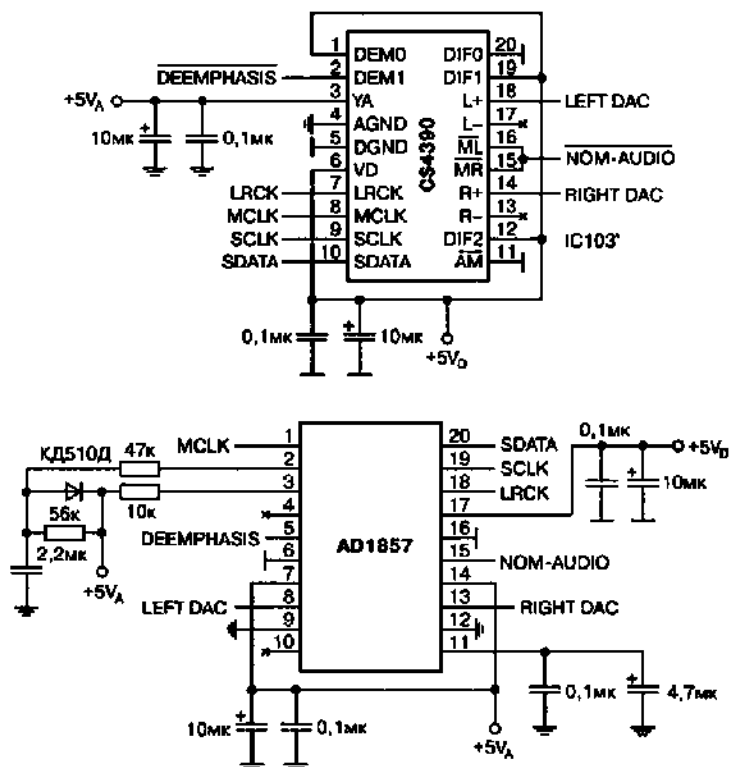 1 DEM0 DIF0 20
DEEMPHASIS 2 DEM1 DIF1 19
+5VA 3 YA L+ 18 LEFT DAC
4 AGND L– 17
10мк 0,1мк 5 DGND ML 16
6 VD MR 15 NOM-AUDIO
LRCK 7 LRCK R+ 14 RIGHT DAC
MCLK 8 MCLK R– 13
SCLK 9 SCLK DIF2 12 IC103'
SDATA 10 SDATA AM 11
CS4390
0,1мк 10мк
+5VD
MCLK 1 20 SDATA
КД510Д 47к 2 19 SCLK
10к 3 18 LRCK
0,1мк +5VD
10мк
4 17
56к
DEEMPHASIS 5 16
2,2мк 6 15 NOM-AUDIO
AD1857
+5VA 7 14
LEFT DAC 8 13 RIGHT DAC
9 12
10 11
0,1мк 4,7мк
10мк 0,1мк
+5VA